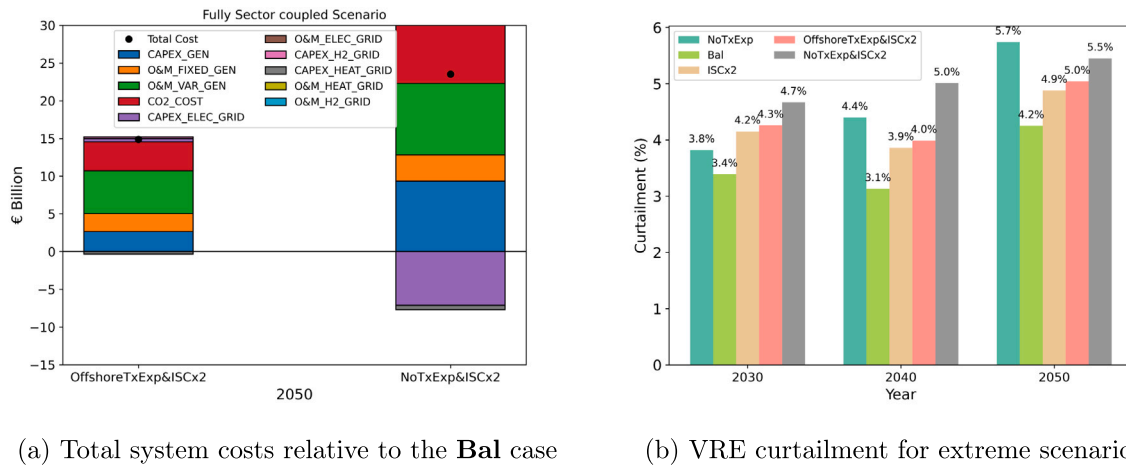 Fully Sector coupled Scenario
Total Cost
CAPEX_GEN
O&M_FIXED_GEN
O&M_VAR_GEN
CO2_COST
CAPEX_ELEC_GRID
O&M_ELEC_GRID
CAPEX_H2_GRID
CAPEX_HEAT_GRID
O&M_HEAT_GRID
O&M_H2_GRID
€ Billion
30
25
20
15
10
5
0
−5
−10
−15
OffshoreTxExp&ISCx2
NoTxExp&ISCx2
2050
(a) Total system costs relative to the Bal case
NoTxExp
Bal
ISCx2
OffshoreTxExp&ISCx2
NoTxExp&ISCx2
Curtailment (%)
6
5
4
3
2
1
0
3.8%
3.4%
4.2%
4.3%
4.7%
4.4%
3.1%
3.9%
4.0%
5.0%
5.7%
4.2%
4.9%
5.0%
5.5%
2030
2040
2050
Year
(b) VRE curtailment for extreme scenario